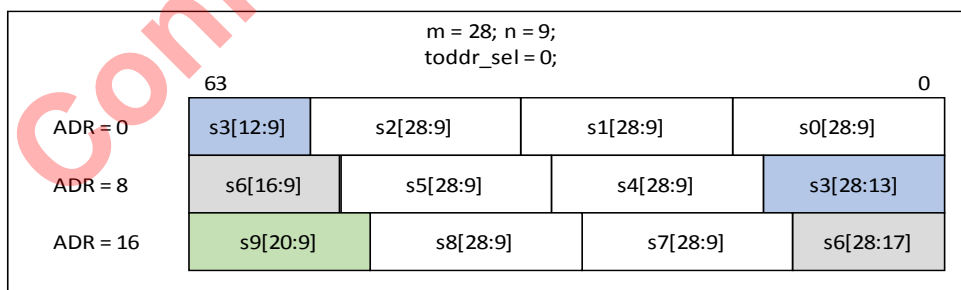 m = 28; n = 9;
toddr_sel = 0;
63 0
ADR = 0 s3[12:9] s2[28:9] s1[28:9] s0[28:9]
ADR = 8 s6[16:9] s5[28:9] s4[28:9] s3[28:13]
ADR = 16 s9[20:9] s8[28:9] s7[28:9] s6[28:17]